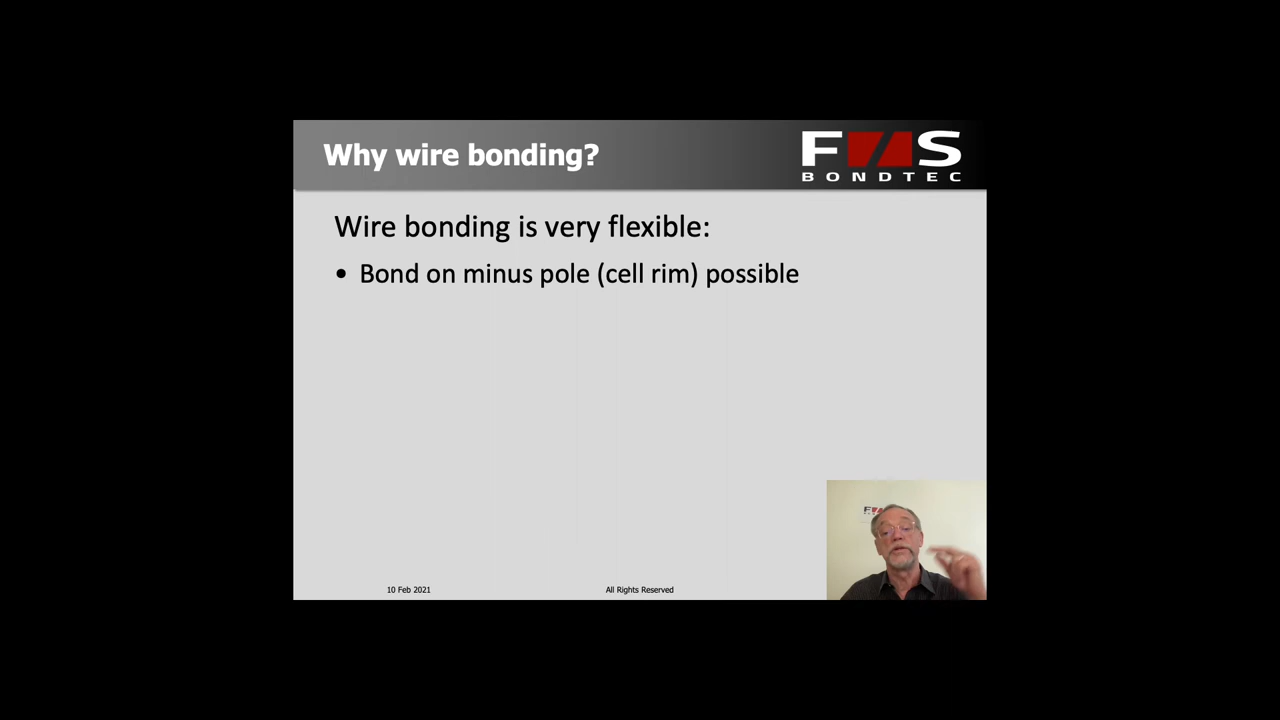 Why wire bonding?
F S
BONDTEC
Wire bonding is very flexible:
• Bond on minus pole (cell rim) possible
10 Feb 2021
All Rights Reserved